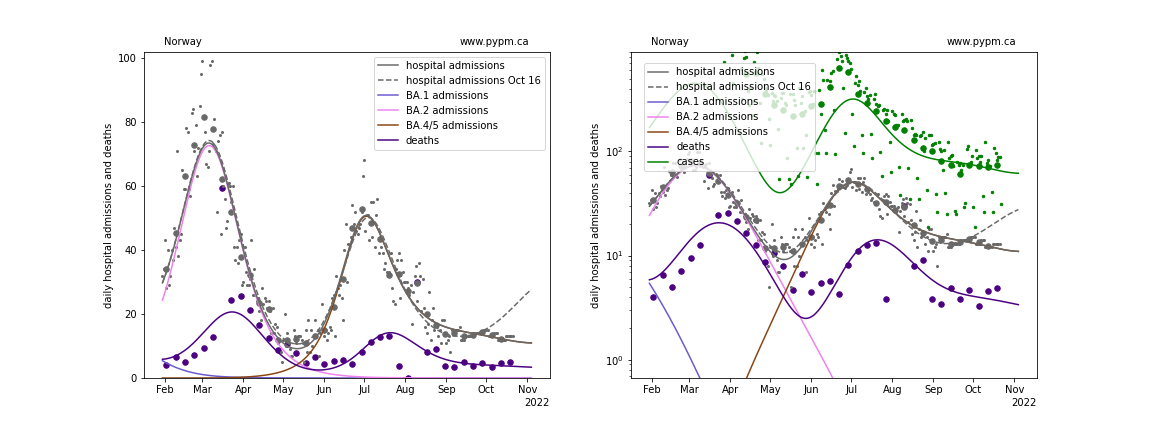 Norway
www.pypm.ca
daily hospital admissions and deaths
100
80
60
40
20
0
hospital admissions
hospital admissions Oct 16
BA.1 admissions
BA.2 admissions
BA.4/5 admissions
deaths
Feb Mar Apr May Jun Jul Aug Sep Oct Nov
2022
Norway
www.pypm.ca
daily hospital admissions and deaths
10²
10¹
10⁰
hospital admissions
hospital admissions Oct 16
BA.1 admissions
BA.2 admissions
BA.4/5 admissions
deaths
cases
Feb Mar Apr May Jun Jul Aug Sep Oct Nov
2022